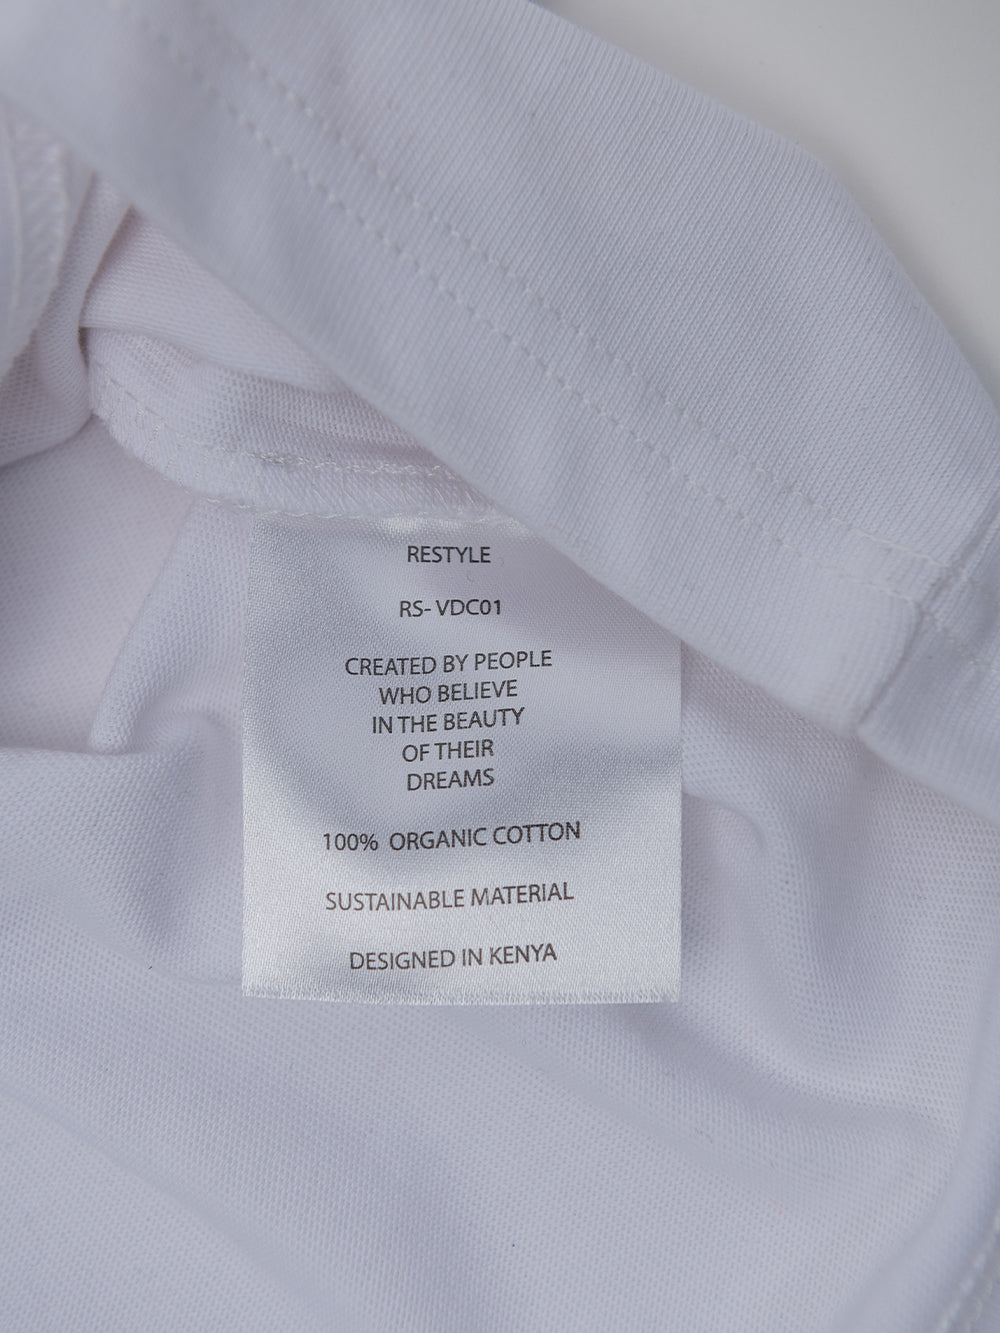 RESTYLE
RS- VDC01
CREATED BY PEOPLE
WHO BELIEVE
IN THE BEAUTY
OF THEIR
DREAMS
100% ORGANIC COTTON
SUSTAINABLE MATERIAL
DESIGNED IN KENYA